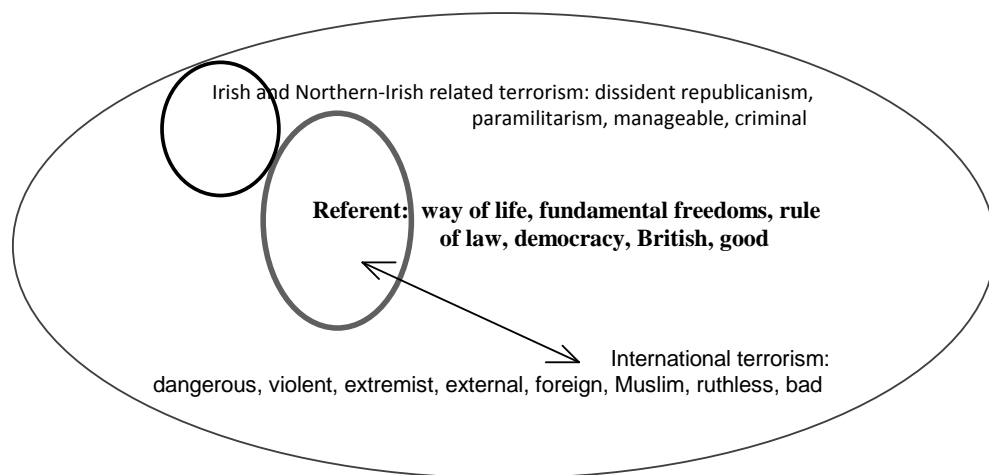 Irish and Northern-Irish related terrorism: dissident republicanism,
paramilitarism, manageable, criminal
Referent: way of life, fundamental freedoms, rule
of law, democracy, British, good
International terrorism:
dangerous, violent, extremist, external, foreign, Muslim, ruthless, bad